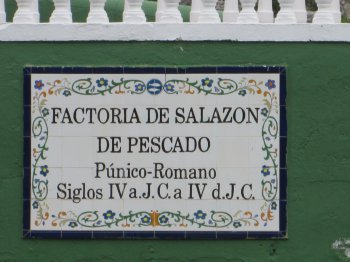 FACTORIA DE SALAZON
DE PESCADO
Púnico-Romano
Siglos IV a.J.C. a IV d.J.C.